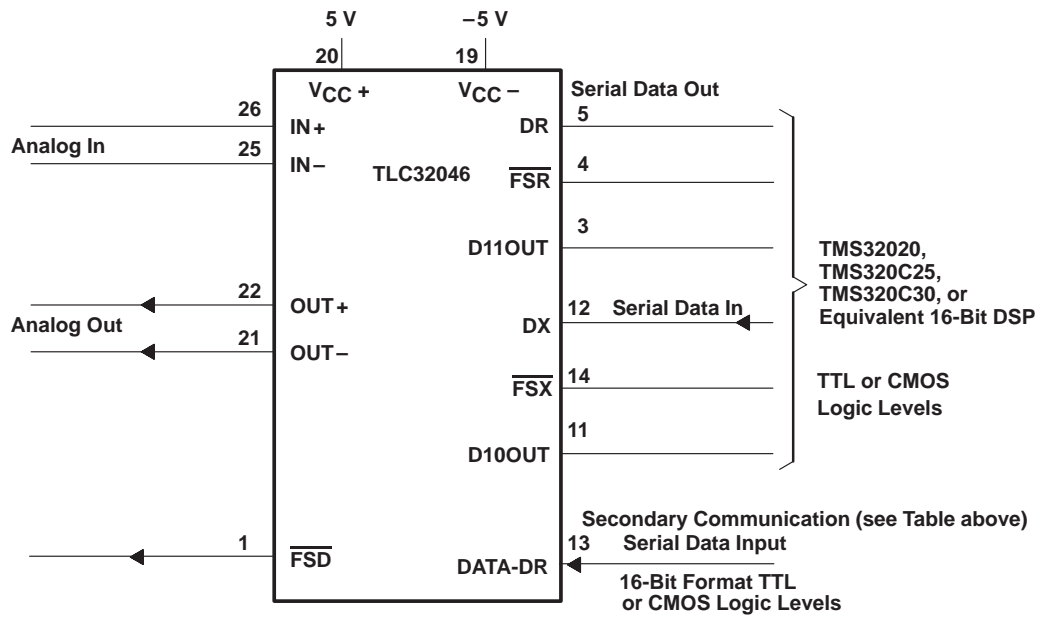 5 V
−5 V
20
19
VCC +
VCC −
Serial Data Out
26
IN+
DR
5
Analog In
25
IN−
TLC32046
FSR
4
D11OUT
3
TMS32020,
TMS320C25,
TMS320C30, or
Equivalent 16-Bit DSP
22
OUT+
DX
12
Serial Data In
Analog Out
21
OUT−
FSX
14
TTL or CMOS
Logic Levels
D10OUT
11
Secondary Communication (see Table above)
1
FSD
DATA-DR
13
Serial Data Input
16-Bit Format TTL
or CMOS Logic Levels